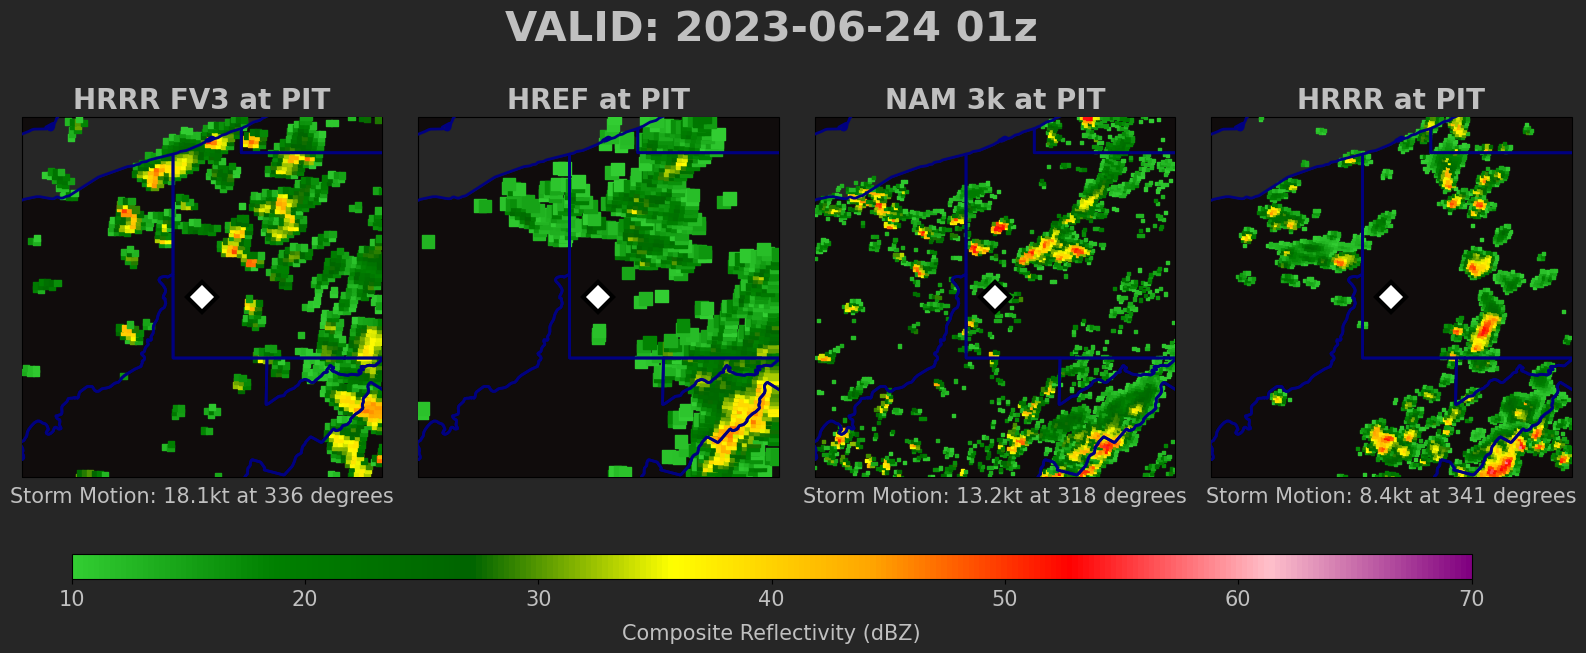 VALID: 2023-06-24 01z
HRRR FV3 at PIT
HREF at PIT
NAM 3k at PIT
HRRR at PIT
Storm Motion: 18.1kt at 336 degrees
Storm Motion: 13.2kt at 318 degrees
Storm Motion: 8.4kt at 341 degrees
10 20 30 40 50 60 70
Composite Reflectivity (dBZ)